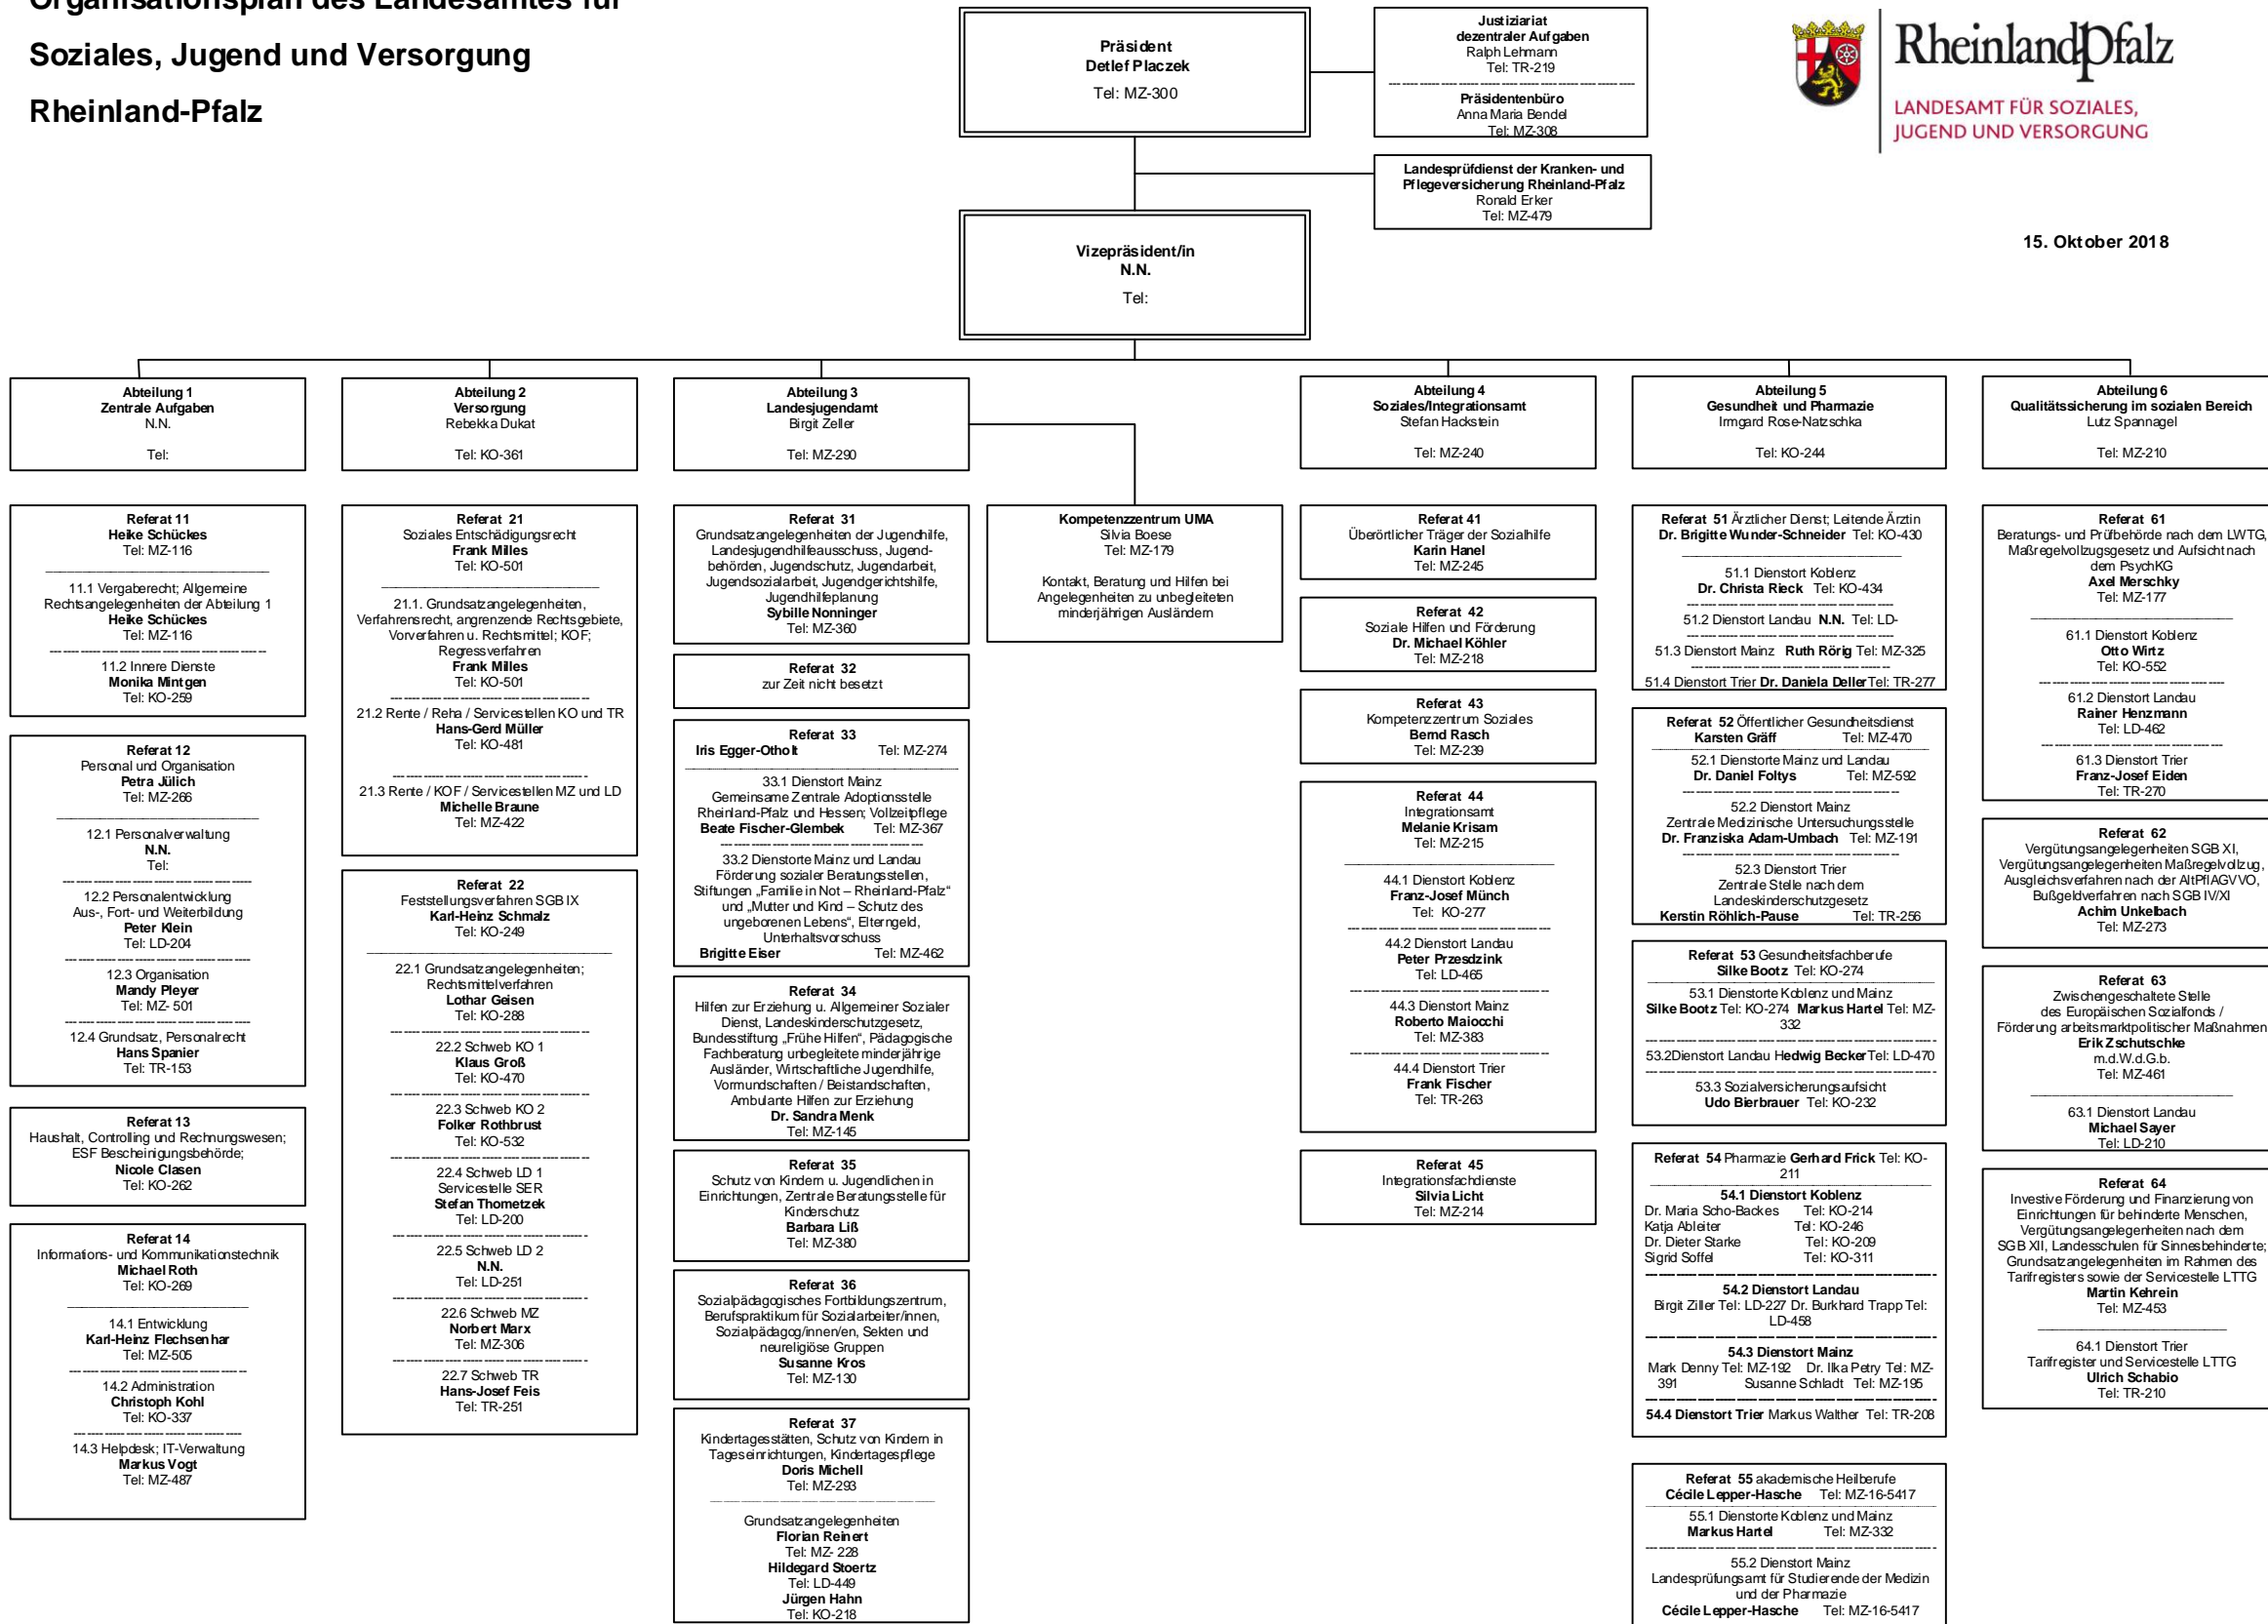 Organisationsplan des Landesamtes für
Soziales, Jugend und Versorgung
Rheinland-Pfalz
Präsident
Detlef Placzek
Tel: MZ-300
Justiziariat
dezentraler Aufgaben
Ralph Lehmann
Tel: TR-219
Präsidentenbüro
Anna Maria Bendel
Tel: MZ-308
Landesprüfdienst der Kranken- und
Pflegeversicherung Rheinland-Pfalz
Ronald Erker
Tel: MZ-479
RheinlandPfalz
LANDESAMT FÜR SOZIALES,
JUGEND UND VERSORGUNG
15. Oktober 2018
Vizepräsident/in
N.N.
Tel:
Abteilung 1
Zentrale Aufgaben
N.N.
Tel:
Referat 11
Heike Schückes
Tel: MZ-116
11.1 Vergaberecht; Allgemeine
Rechtsangelegenheiten der Abteilung 1
Heike Schückes
Tel: MZ-116
11.2 Innere Dienste
Monika Mintgen
Tel: KO-259
Referat 12
Personal und Organisation
Petra Jülich
Tel: MZ-266
12.1 Personalverwaltung
N.N.
Tel:
12.2 Personalentwicklung
Aus-, Fort- und Weiterbildung
Peter Klein
Tel: LD-204
12.3 Organisation
Mandy Pleyer
Tel: MZ- 501
12.4 Grundsatz, Personalrecht
Hans Spanier
Tel: TR-153
Referat 13
Haushalt, Controlling und Rechnungswesen;
ESF Bescheinigungsbehörde;
Nicole Clasen
Tel: KO-262
Referat 14
Informations- und Kommunikationstechnik
Michael Roth
Tel: KO-269
14.1 Entwicklung
Karl-Heinz Flechsenhar
Tel: MZ-505
14.2 Administration
Christoph Kohl
Tel: KO-337
14.3 Helpdesk; IT-Verwaltung
Markus Vogt
Tel: MZ-487
Abteilung 2
Versorgung
Rebekka Dukat
Tel: KO-361
Referat 21
Soziales Entschädigungsrecht
Frank Milles
Tel: KO-501
21.1. Grundsatzangelegenheiten,
Verfahrensrecht, angrenzende Rechtsgebiete,
Vorverfahren u. Rechtsmittel; KOF;
Regressverfahren
Frank Milles
Tel: KO-501
21.2 Rente / Reha / Servicestellen KO und TR
Hans-Gerd Müller
Tel: KO-481
21.3 Rente / KOF / Servicestellen MZ und LD
Michelle Braune
Tel: MZ-422
Referat 22
Feststellungsverfahren SGB IX
Karl-Heinz Schmalz
Tel: KO-249
22.1 Grundsatzangelegenheiten;
Rechtsmittelverfahren
Lothar Geisen
Tel: KO-288
22.2 Schweb KO 1
Klaus Groß
Tel: KO-470
22.3 Schweb KO 2
Folker Rothbrust
Tel: KO-532
22.4 Schweb LD 1
Servicestelle SER
Stefan Thometzek
Tel: LD-200
22.5 Schweb LD 2
N.N.
Tel: LD-251
22.6 Schweb MZ
Norbert Marx
Tel: MZ-306
22.7 Schweb TR
Hans-Josef Feis
Tel: TR-251
Abteilung 3
Landesjugendamt
Birgit Zeller
Tel: MZ-290
Referat 31
Grundsatzangelegenheiten der Jugendhilfe,
Landesjugendhilfeausschuss, Jugend-
behörden, Jugendschutz, Jugendarbeit,
Jugendsozialarbeit, Jugendgerichtshilfe,
Jugendhilfeplanung
Sybille Nonninger
Tel: MZ-360
Referat 32
zur Zeit nicht besetzt
Referat 33
Iris Egger-Otholt Tel: MZ-274
33.1 Dienstort Mainz
Gemeinsame Zentrale Adoptionsstelle
Rheinland-Pfalz und Hessen; Vollzeitpflege
Beate Fischer-Glembek Tel: MZ-367
33.2 Dienstorte Mainz und Landau
Förderung sozialer Beratungsstellen,
Stiftungen „Familie in Not – Rheinland-Pfalz“
und „Mutter und Kind – Schutz des
ungeborenen Lebens“, Elterngeld,
Unterhaltsvorschuss
Brigitte Eiser Tel: MZ-462
Referat 34
Hilfen zur Erziehung u. Allgemeiner Sozialer
Dienst, Landeskinderschutzgesetz,
Bundesstiftung „Frühe Hilfen“, Pädagogische
Fachberatung unbegleitete minderjährige
Ausländer, Wirtschaftliche Jugendhilfe,
Vormundschaften / Beistandschaften,
Ambulante Hilfen zur Erziehung
Dr. Sandra Menk
Tel: MZ-145
Referat 35
Schutz von Kindern u. Jugendlichen in
Einrichtungen, Zentrale Beratungsstelle für
Kinderschutz
Barbara Liß
Tel: MZ-380
Referat 36
Sozialpädagogisches Fortbildungszentrum,
Berufspraktikum für Sozialarbeiter/innen,
Sozialpädagog/innen/en, Sekten und
neureligiöse Gruppen
Susanne Kros
Tel: MZ-130
Referat 37
Kindertagesstätten, Schutz von Kindern in
Tageseinrichtungen, Kindertagespflege
Doris Michell
Tel: MZ-293
Grundsatzangelegenheiten
Florian Reinert
Tel: MZ- 228
Hildegard Stoertz
Tel: LD-449
Jürgen Hahn
Tel: KO-218
Kompetenzzentrum UMA
Silvia Boese
Tel: MZ-179
Kontakt, Beratung und Hilfen bei
Angelegenheiten zu unbegleiteten
minderjährigen Ausländern
Abteilung 4
Soziales/Integrationsamt
Stefan Hackstein
Tel: MZ-240
Referat 41
Überörtlicher Träger der Sozialhilfe
Karin Hanel
Tel: MZ-245
Referat 42
Soziale Hilfen und Förderung
Dr. Michael Köhler
Tel: MZ-218
Referat 43
Kompetenzzentrum Soziales
Bernd Rasch
Tel: MZ-239
Referat 44
Integrationsamt
Melanie Krisam
Tel: MZ-215
44.1 Dienstort Koblenz
Franz-Josef Münch
Tel: KO-277
44.2 Dienstort Landau
Peter Przesdzink
Tel: LD-465
44.3 Dienstort Mainz
Roberto Maiocchi
Tel: MZ-383
44.4 Dienstort Trier
Frank Fischer
Tel: TR-263
Referat 45
Integrationsfachdienste
Silvia Licht
Tel: MZ-214
Abteilung 5
Gesundheit und Pharmazie
Irmgard Rose-Natzschka
Tel: KO-244
Referat 51 Ärztlicher Dienst; Leitende Ärztin
Dr. Brigitte Wunder-Schneider Tel: KO-430
51.1 Dienstort Koblenz
Dr. Christa Rieck Tel: KO-434
51.2 Dienstort Landau N.N. Tel: LD-
51.3 Dienstort Mainz Ruth Rörig Tel: MZ-325
51.4 Dienstort Trier Dr. Daniela Deller Tel: TR-277
Referat 52 Öffentlicher Gesundheitsdienst
Karsten Gräff Tel: MZ-470
52.1 Dienstorte Mainz und Landau
Dr. Daniel Foltys Tel: MZ-592
52.2 Dienstort Mainz
Zentrale Medizinische Untersuchungsstelle
Dr. Franziska Adam-Umbach Tel: MZ-191
52.3 Dienstort Trier
Zentrale Stelle nach dem
Landeskinderschutzgesetz
Kerstin Röhlich-Pause Tel: TR-256
Referat 53 Gesundheitsfachberufe
Silke Bootz Tel: KO-274
53.1 Dienstorte Koblenz und Mainz
Silke Bootz Tel: KO-274 Markus Hartel Tel: MZ-
332
53.2Dienstort Landau Hedwig Becker Tel: LD-470
53.3 Sozialversicherungsaufsicht
Udo Bierbrauer Tel: KO-232
Referat 54 Pharmazie Gerhard Frick Tel: KO-
211
54.1 Dienstort Koblenz
Dr. Maria Scho-Backes Tel: KO-214
Katja Ableiter Tel: KO-246
Dr. Dieter Starke Tel: KO-209
Sigrid Soffel Tel: KO-311
54.2 Dienstort Landau
Birgit Ziller Tel: LD-227 Dr. Burkhard Trapp Tel:
LD-458
54.3 Dienstort Mainz
Mark Denny Tel: MZ-192 Dr. Ilka Petry Tel: MZ-
391 Susanne Schladt Tel: MZ-195
54.4 Dienstort Trier Markus Walther Tel: TR-208
Referat 55 akademische Heilberufe
Cécile Lepper-Hasche Tel: MZ-16-5417
55.1 Dienstorte Koblenz und Mainz
Markus Hartel Tel: MZ-332
55.2 Dienstort Mainz
Landesprüfungsamt für Studierende der Medizin
und der Pharmazie
Cécile Lepper-Hasche Tel: MZ-16-5417
Abteilung 6
Qualitätssicherung im sozialen Bereich
Lutz Spannagel
Tel: MZ-210
Referat 61
Beratungs- und Prüfbehörde nach dem LWTG,
Maßregelvollzugsgesetz und Aufsicht nach
dem PsychKG
Axel Merschky
Tel: MZ-177
61.1 Dienstort Koblenz
Otto Wirtz
Tel: KO-552
61.2 Dienstort Landau
Rainer Henzmann
Tel: LD-462
61.3 Dienstort Trier
Franz-Josef Eiden
Tel: TR-270
Referat 62
Vergütungsangelegenheiten SGB XI,
Vergütungsangelegenheiten Maßregelvollzug,
Ausgleichsverfahren nach der AltPflAGVVO,
Bußgeldverfahren nach SGB IV/XI
Achim Unkelbach
Tel: MZ-273
Referat 63
Zwischengeschaltete Stelle
des Europäischen Sozialfonds /
Förderung arbeitsmarktpolitischer Maßnahmen
Erik Zschutschke
m.d.W.d.G.b.
Tel: MZ-461
63.1 Dienstort Landau
Michael Sayer
Tel: LD-210
Referat 64
Investive Förderung und Finanzierung von
Einrichtungen für behinderte Menschen,
Vergütungsangelegenheiten nach dem
SGB XII, Landesschulen für Sinnesbehinderte;
Grundsatzangelegenheiten im Rahmen des
Tarifregisters sowie der Servicestelle LTTG
Martin Kehrein
Tel: MZ-453
64.1 Dienstort Trier
Tarifregister und Servicestelle LTTG
Ulrich Schabio
Tel: TR-210